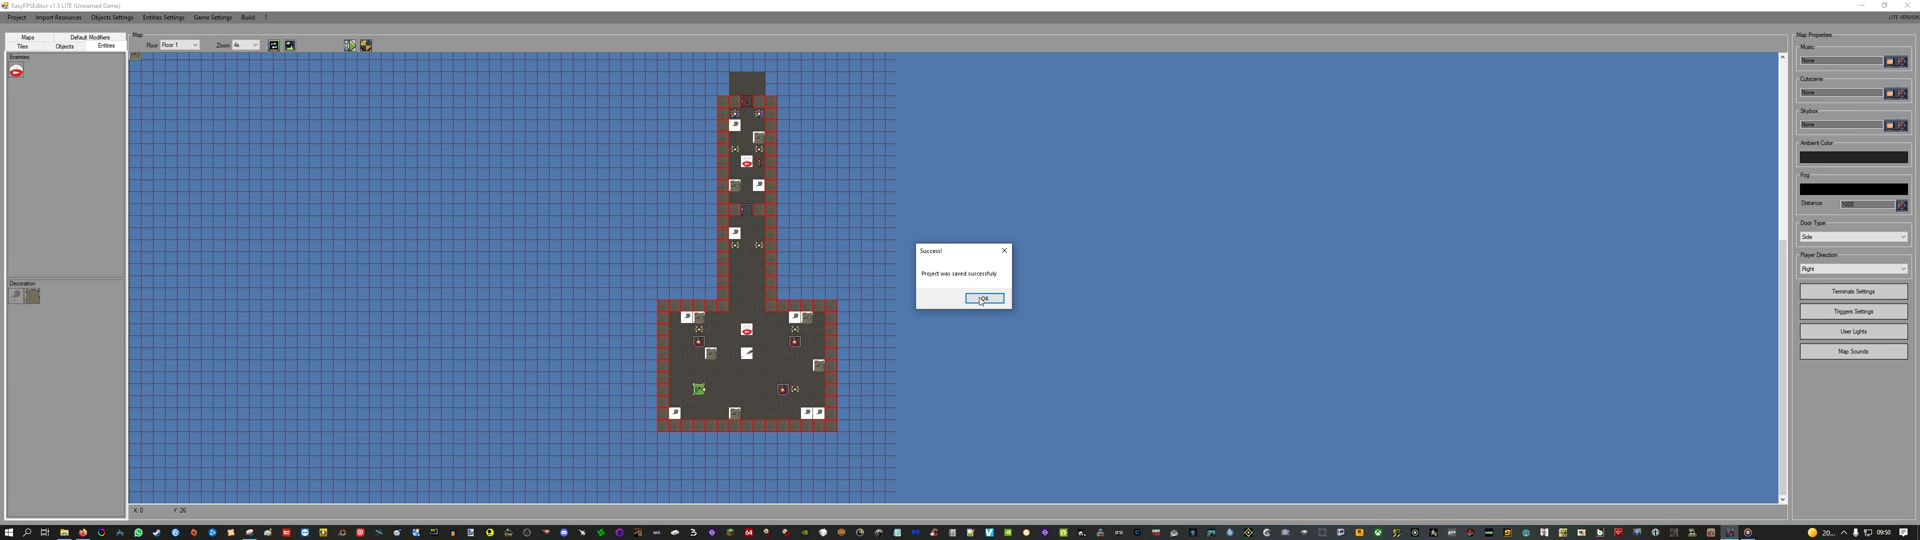 EasyFPSEditor v1.5 LITE (Unnamed Game)
Project Import Resources Objects Settings Entities Settings Game Settings Build ?
LITE VERSION
Maps Default Modifiers
Tiles Objects Entities
Enemies
Decoration
Map
Floor Floor 1 Zoom 4x
Success!
Project was saved successfuly
OK
X: 0 Y: 26
Map Properties
Music
None
Cutscene
None
Skybox
None
Ambient Color
Fog
Distance 1000
Door Type
Side
Player Direction
Right
Terminals Settings
Triggers Settings
User Lights
Map Sounds
20...
09:50